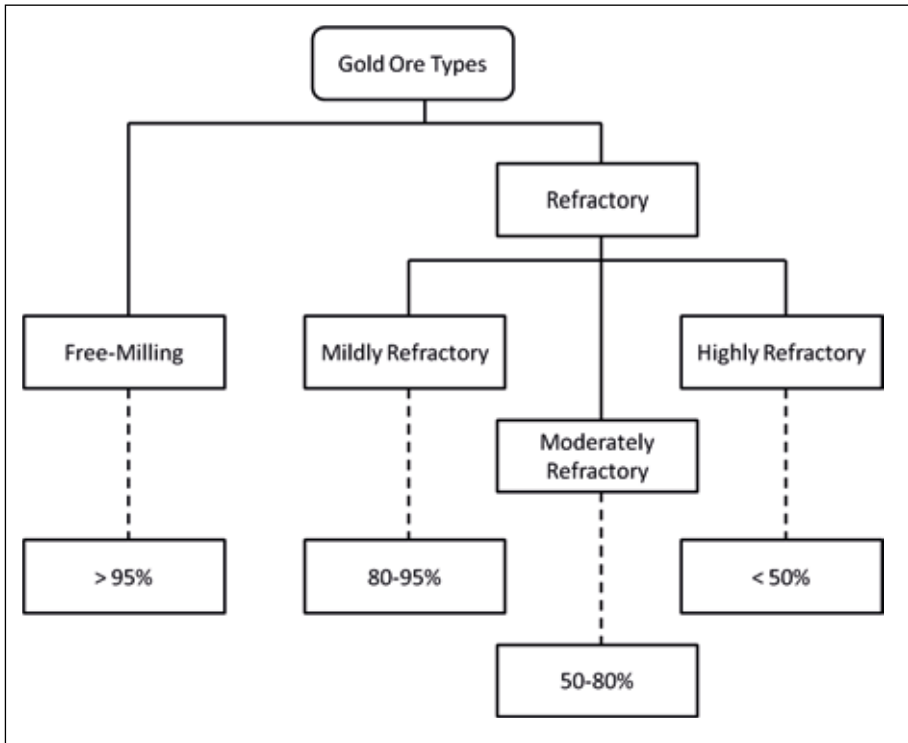 Gold Ore Types
Refractory
Free-Milling
Mildly Refractory
Highly Refractory
Moderately
Refractory
> 95%
80-95%
< 50%
50-80%